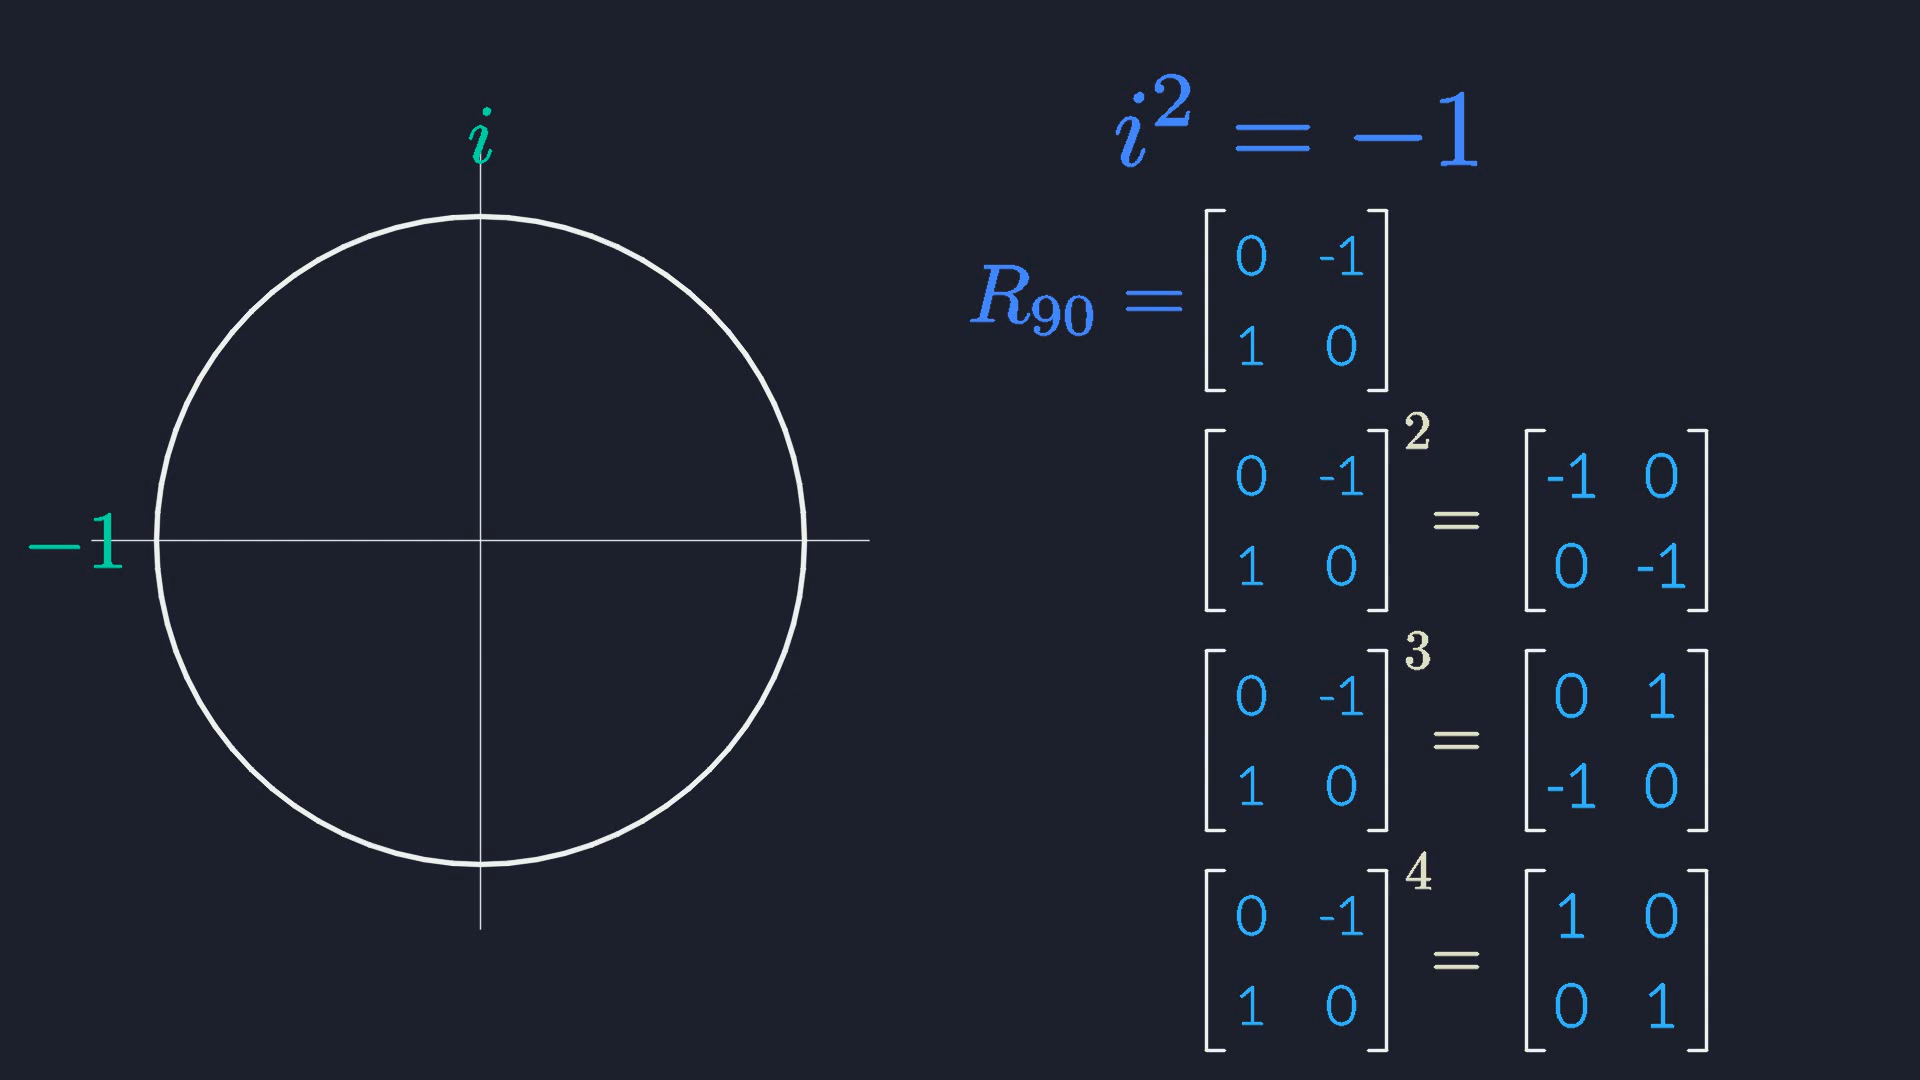 i
-1
i² = -1
R₉₀ = [0 -1
1 0]
[0 -1
1 0]² = [-1 0
0 -1]
[0 -1
1 0]³ = [0 1
-1 0]
[0 -1
1 0]⁴ = [1 0
0 1]